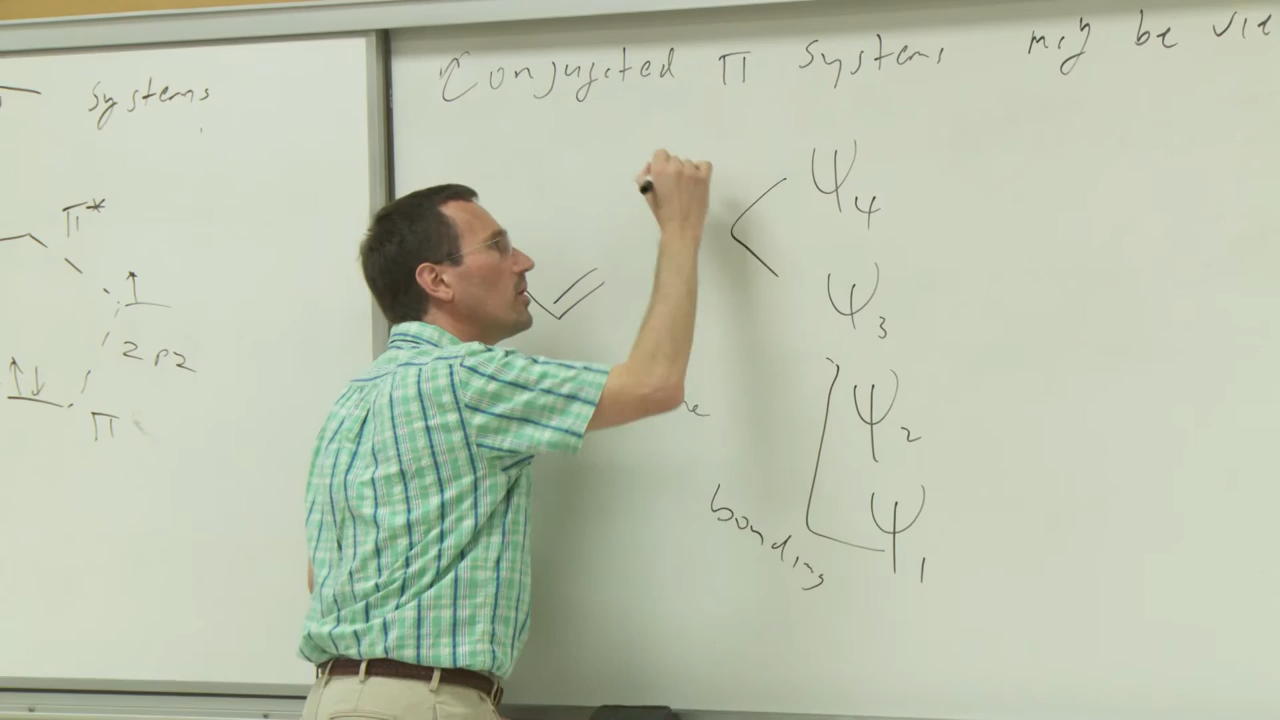 systems
π*
2pz
π
Conjugated π systems may be vie
ψ4
ψ3
ψ2
ψ1
bonding